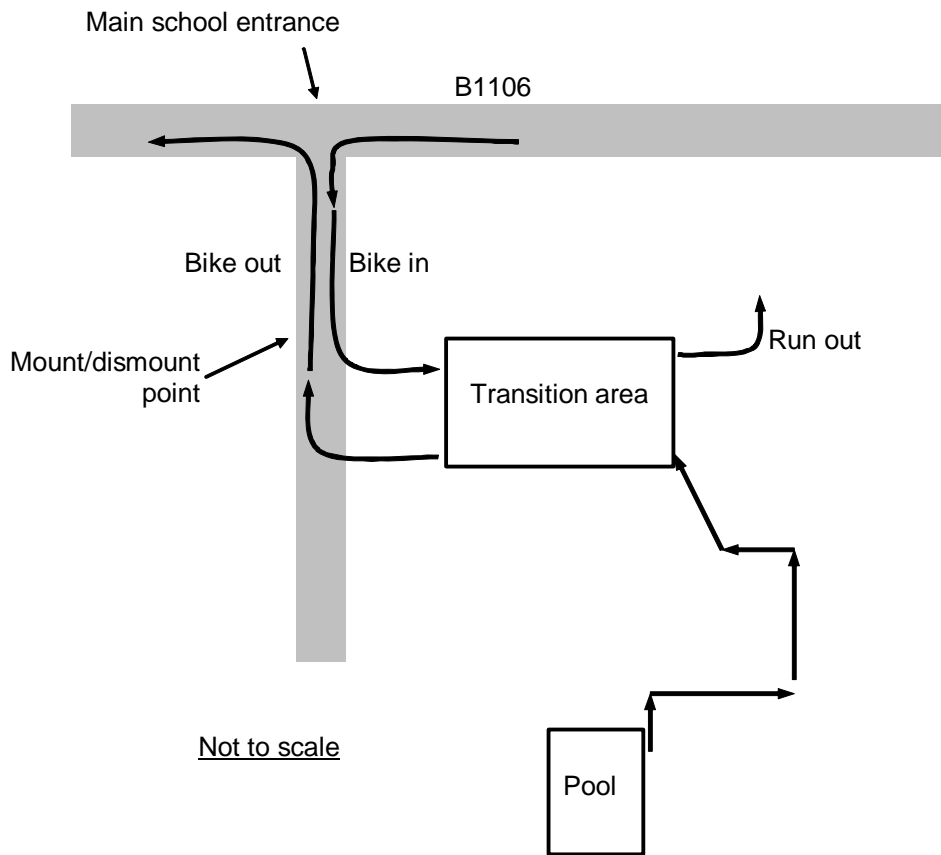 Main school entrance
B1106
Bike out
Bike in
Mount/dismount
point
Transition area
Run out
Not to scale
Pool